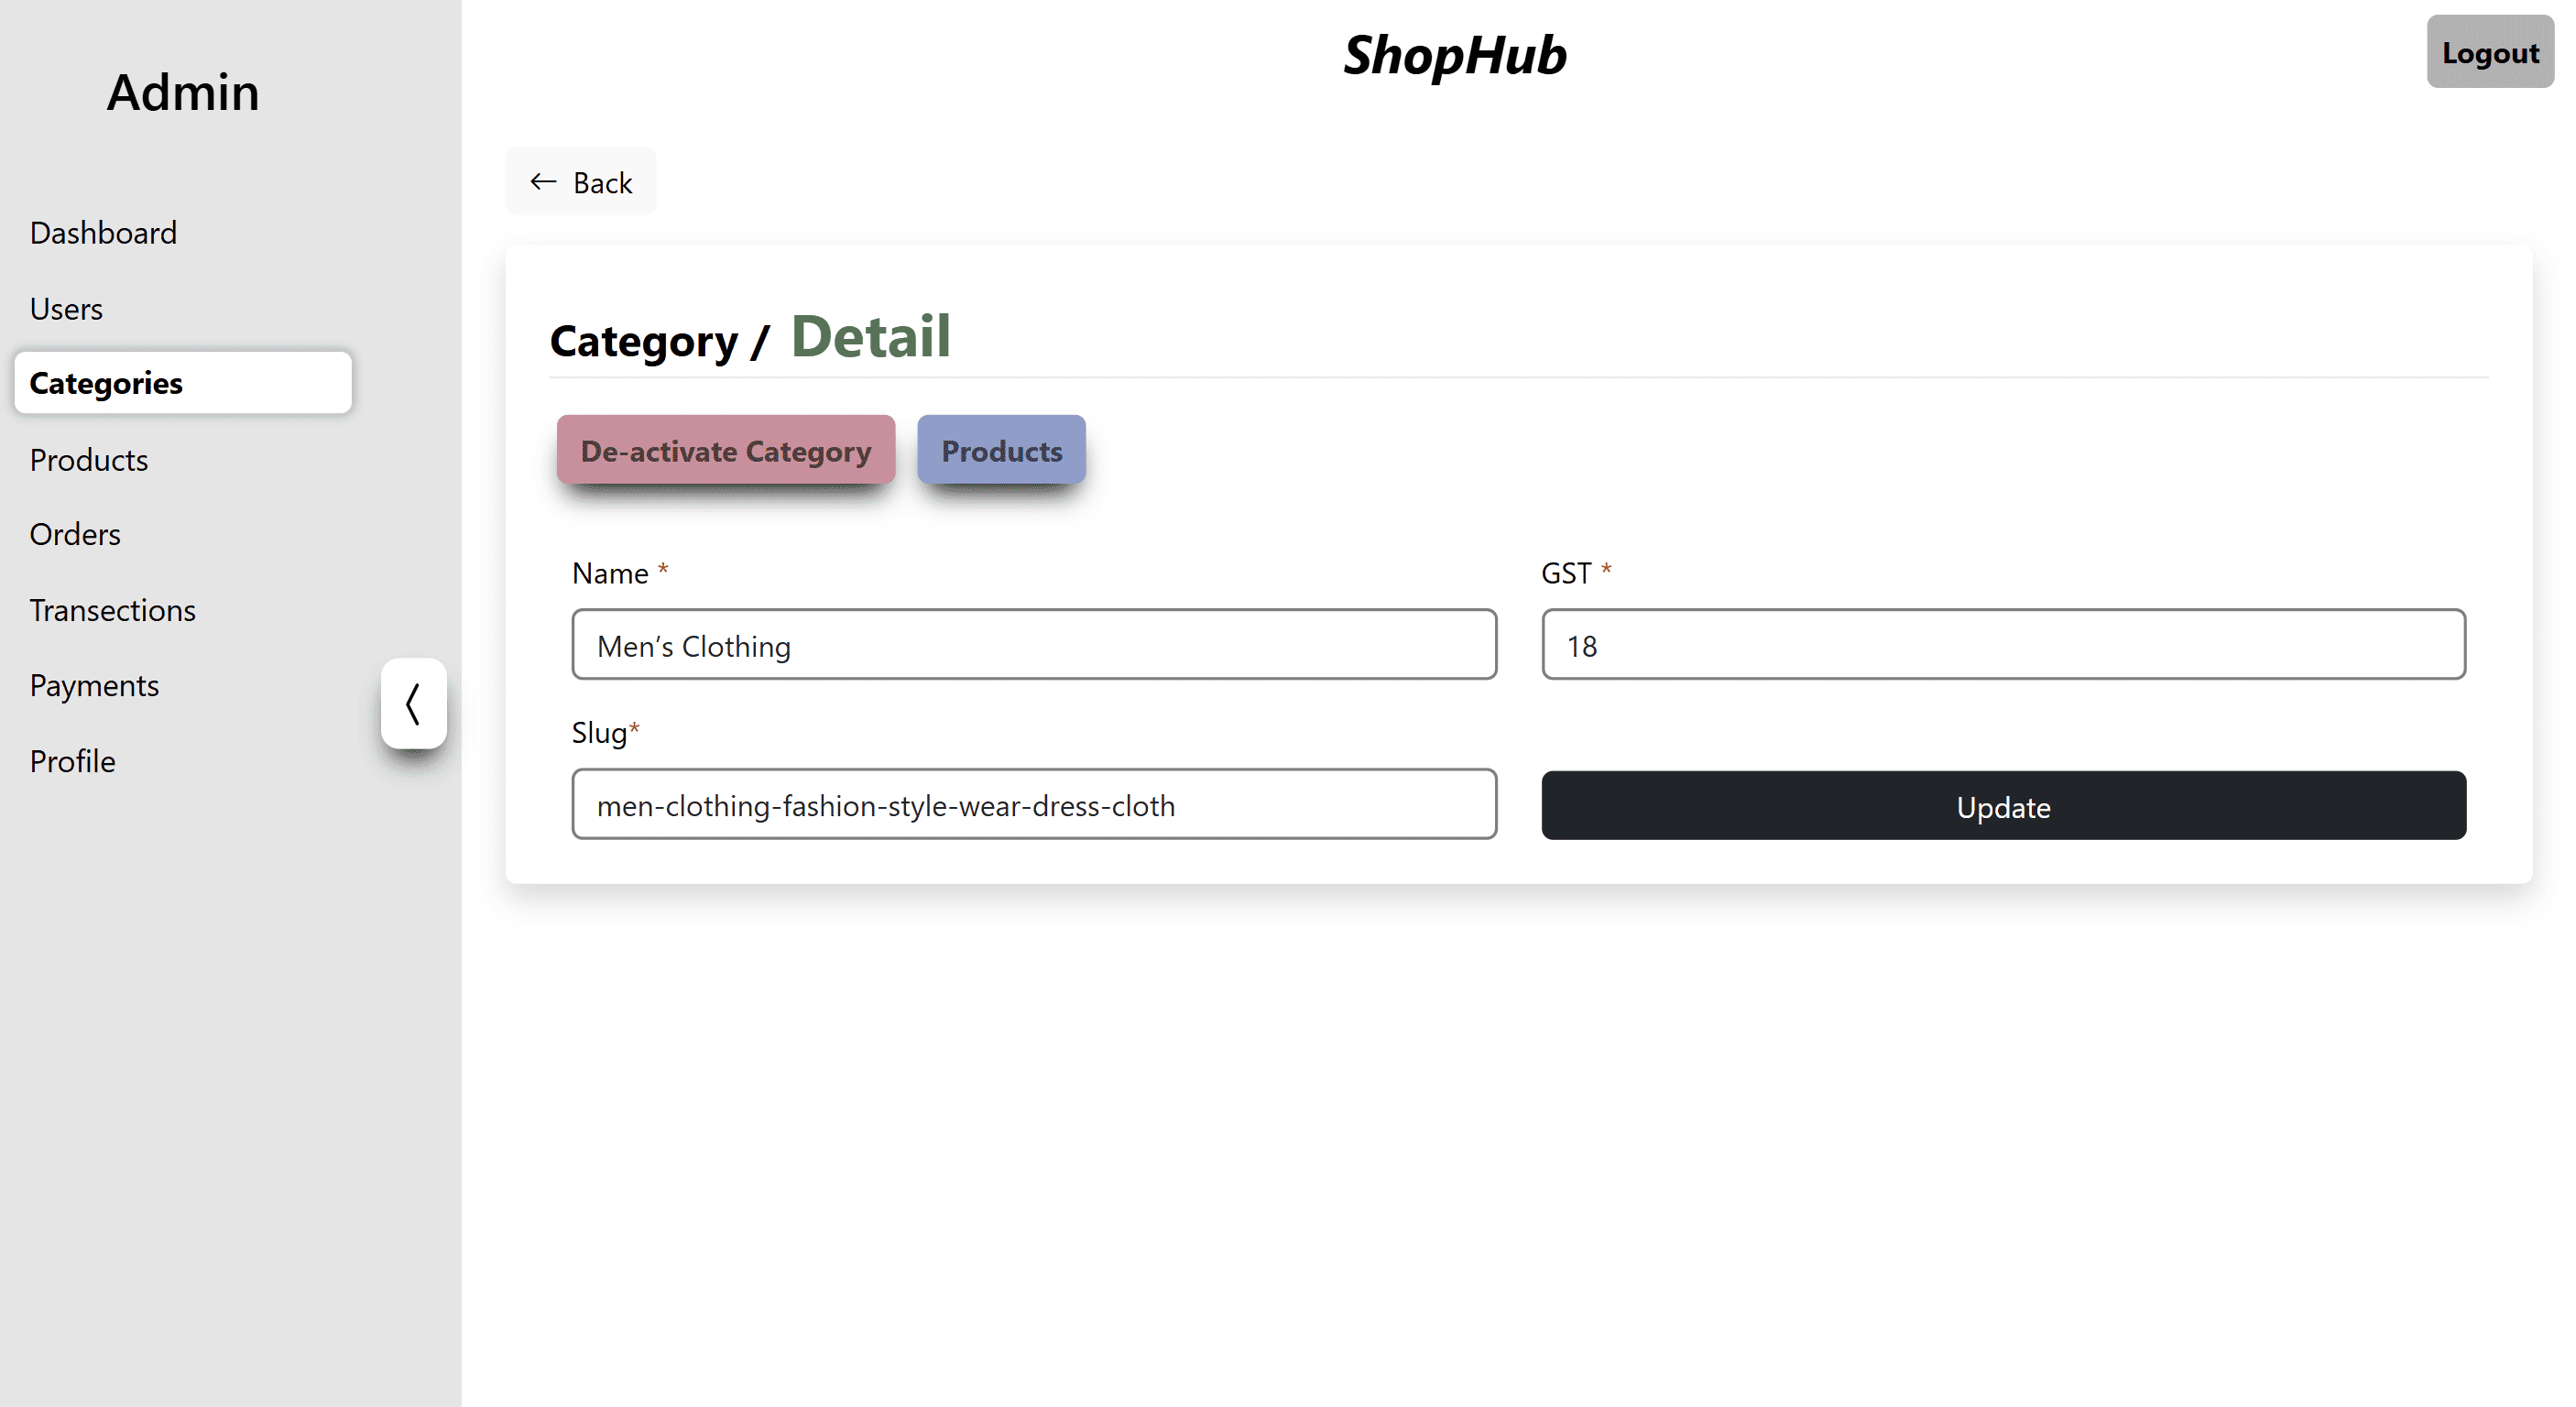 Admin
Dashboard
Users
Categories
Products
Orders
Transections
Payments
Profile
ShopHub
Logout
Back
Category / Detail
De-activate Category
Products
Name *
GST *
Men’s Clothing
18
Slug*
men-clothing-fashion-style-wear-dress-cloth
Update